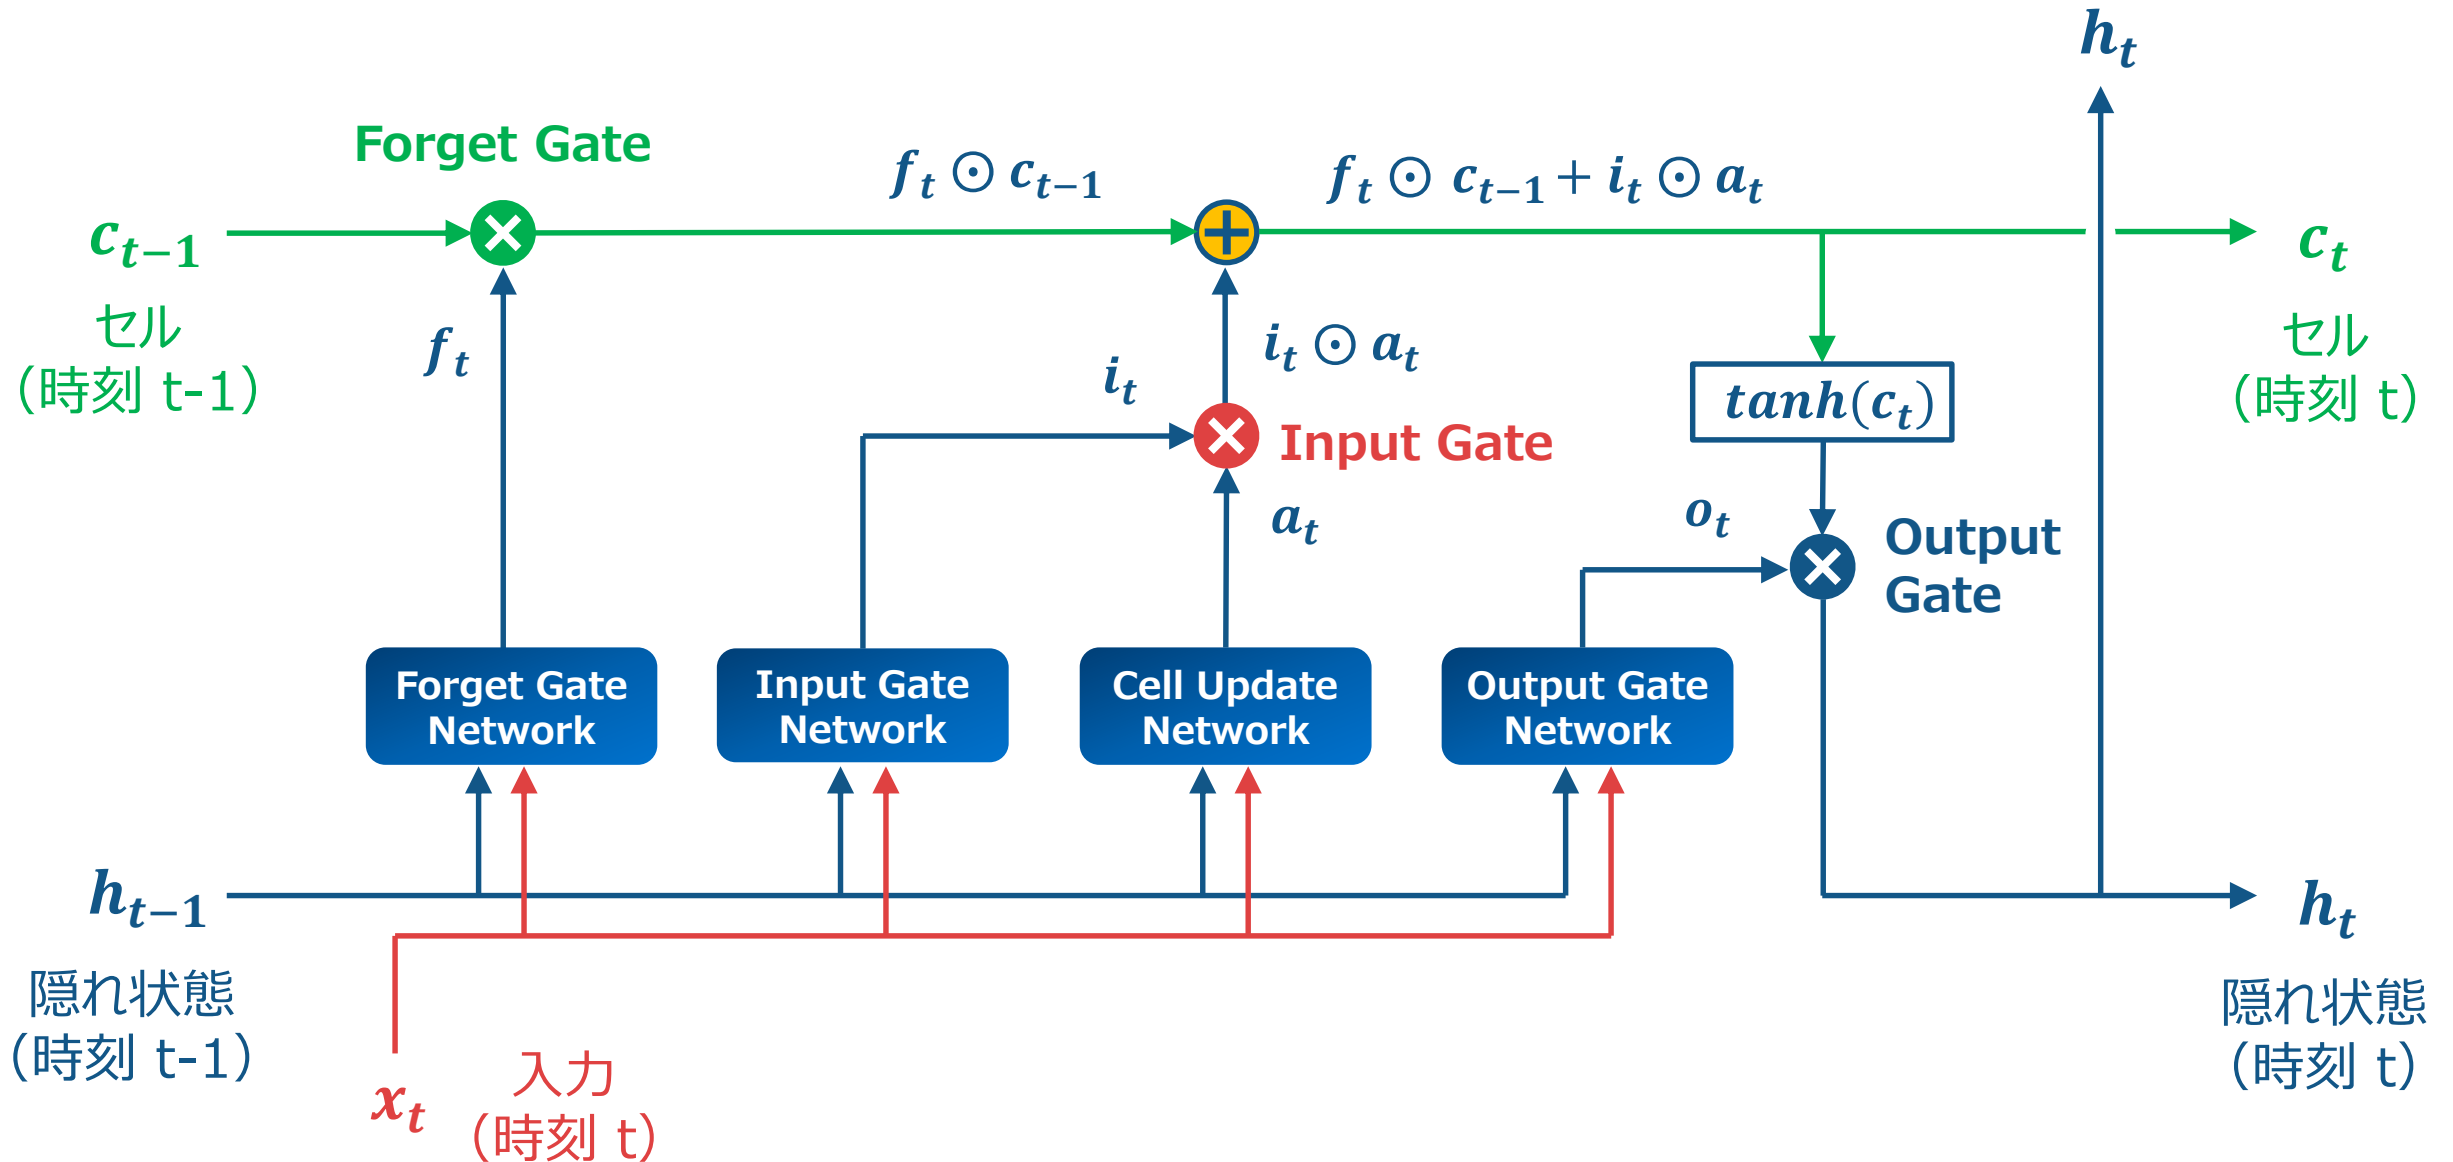 h_t
Forget Gate
f_t ⊙ c_{t−1}
f_t ⊙ c_{t−1} + i_t ⊙ a_t
c_{t−1}
セル
（時刻 t-1）
c_t
セル
（時刻 t）
f_t
i_t
i_t ⊙ a_t
Input Gate
a_t
tanh(c_t)
o_t
Output
Gate
Forget Gate
Network
Input Gate
Network
Cell Update
Network
Output Gate
Network
h_{t−1}
隠れ状態
（時刻 t-1）
x_t
入力
（時刻 t）
h_t
隠れ状態
（時刻 t）